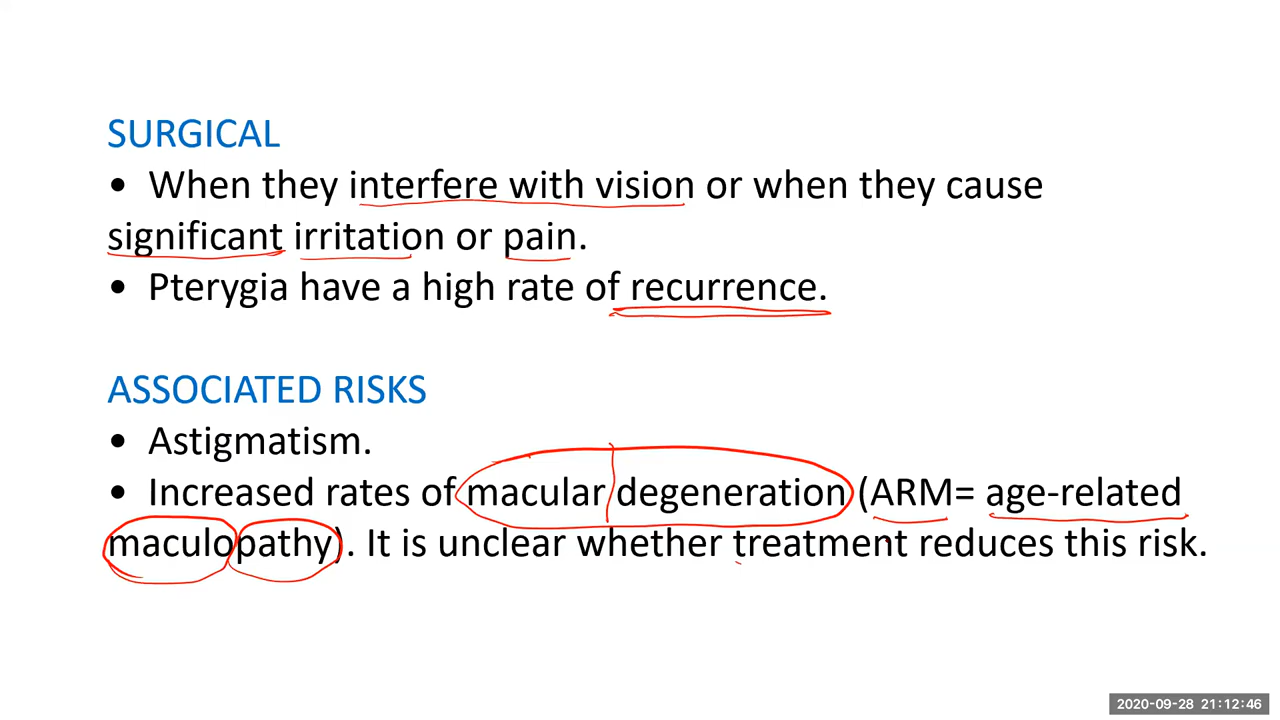 SURGICAL
• When they interfere with vision or when they cause
significant irritation or pain.
• Pterygia have a high rate of recurrence.
ASSOCIATED RISKS
• Astigmatism.
• Increased rates of macular degeneration (ARM= age-related
maculopathy). It is unclear whether treatment reduces this risk.
2020-09-28 21:12:46